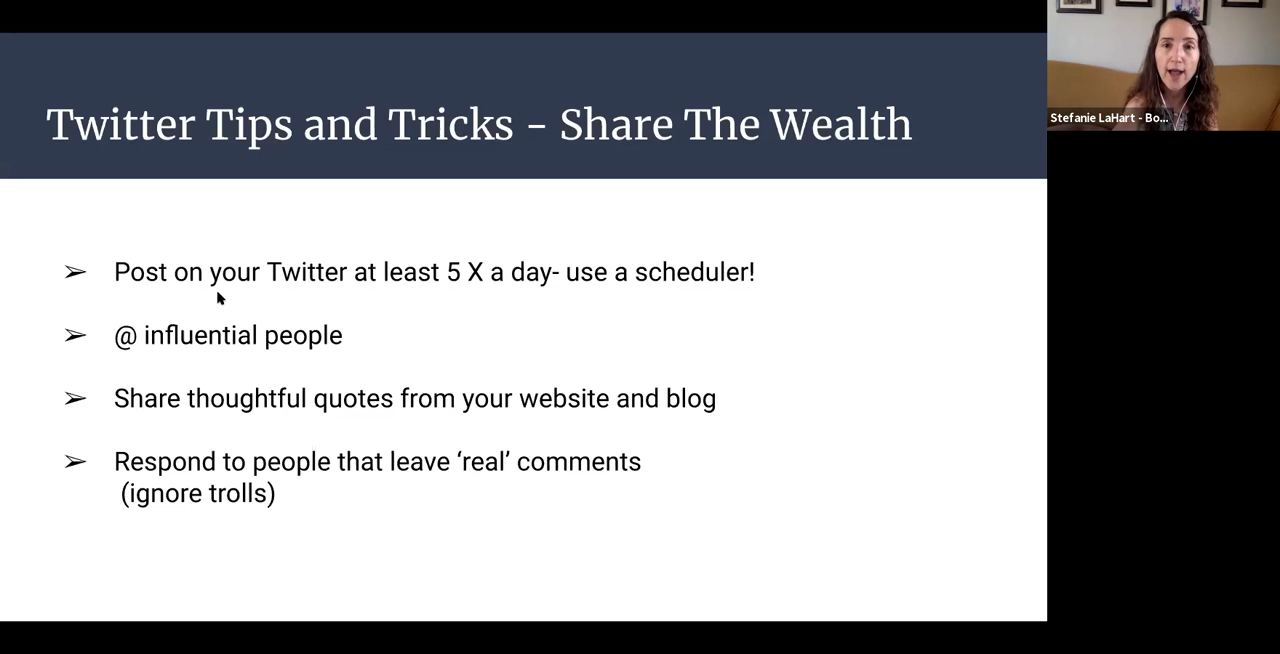 Twitter Tips and Tricks - Share The Wealth
Stefanie LaHart - Bo...
➢ Post on your Twitter at least 5 X a day- use a scheduler!
➢ @ influential people
➢ Share thoughtful quotes from your website and blog
➢ Respond to people that leave ‘real’ comments
(ignore trolls)